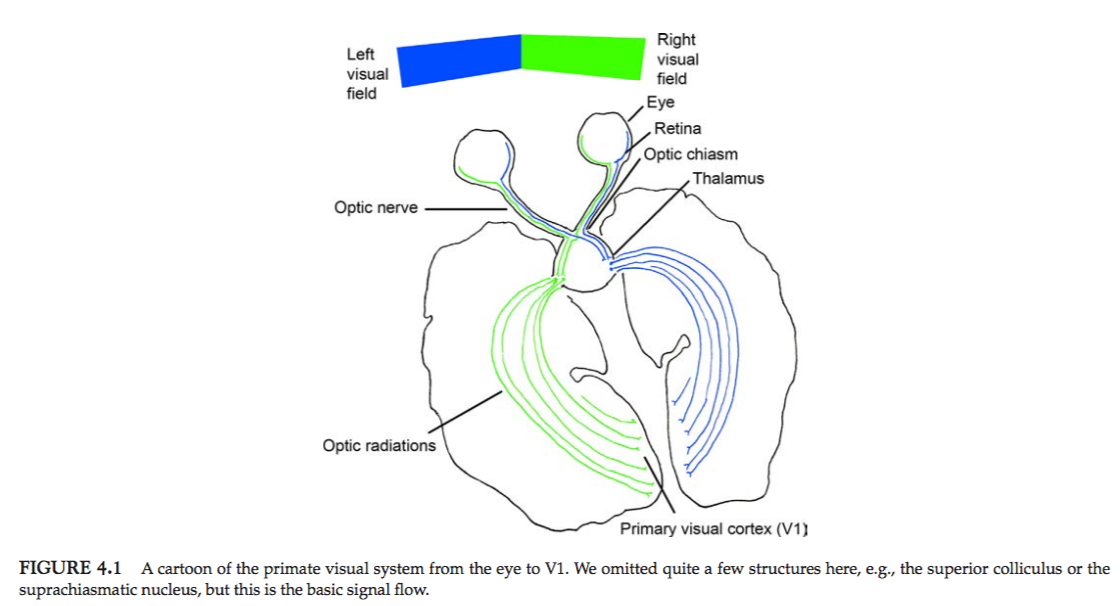 Left
visual
field
Right
visual
field
Eye
Retina
Optic chiasm
Thalamus
Optic nerve
Optic radiations
Primary visual cortex (V1)
FIGURE 4.1 A cartoon of the primate visual system from the eye to V1. We omitted quite a few structures here, e.g., the superior colliculus or the
suprachiasmatic nucleus, but this is the basic signal flow.